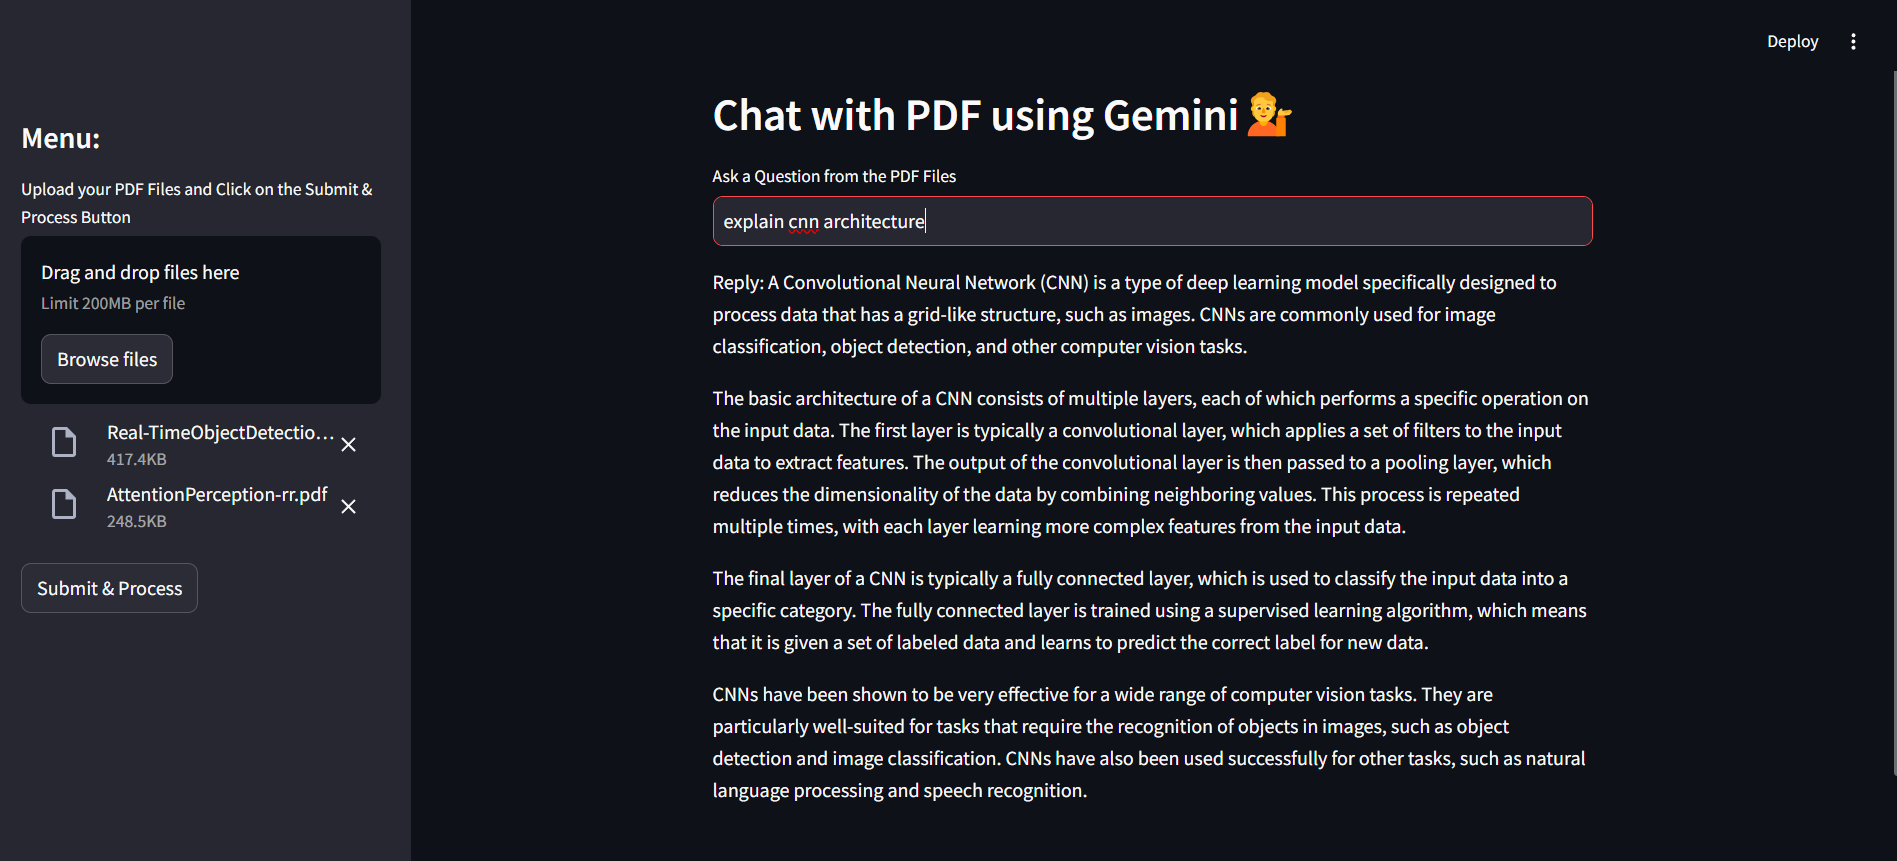 Deploy
Menu:
Upload your PDF Files and Click on the Submit &
Process Button
Drag and drop files here
Limit 200MB per file
Browse files
Real-TimeObjectDetectio...
417.4KB
AttentionPerception-rr.pdf
248.5KB
Submit & Process
Chat with PDF using Gemini
Ask a Question from the PDF Files
explain cnn architecture
Reply: A Convolutional Neural Network (CNN) is a type of deep learning model specifically designed to
process data that has a grid-like structure, such as images. CNNs are commonly used for image
classification, object detection, and other computer vision tasks.
The basic architecture of a CNN consists of multiple layers, each of which performs a specific operation on
the input data. The first layer is typically a convolutional layer, which applies a set of filters to the input
data to extract features. The output of the convolutional layer is then passed to a pooling layer, which
reduces the dimensionality of the data by combining neighboring values. This process is repeated
multiple times, with each layer learning more complex features from the input data.
The final layer of a CNN is typically a fully connected layer, which is used to classify the input data into a
specific category. The fully connected layer is trained using a supervised learning algorithm, which means
that it is given a set of labeled data and learns to predict the correct label for new data.
CNNs have been shown to be very effective for a wide range of computer vision tasks. They are
particularly well-suited for tasks that require the recognition of objects in images, such as object
detection and image classification. CNNs have also been used successfully for other tasks, such as natural
language processing and speech recognition.